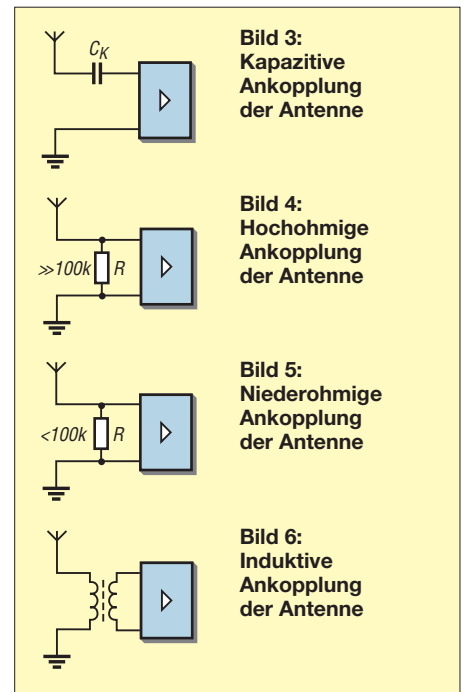 C_K
Bild 3:
Kapazitive
Ankopplung
der Antenne
≫100k R
Bild 4:
Hochohmige
Ankopplung
der Antenne
<100k R
Bild 5:
Niederohmige
Ankopplung
der Antenne
Bild 6:
Induktive
Ankopplung
der Antenne